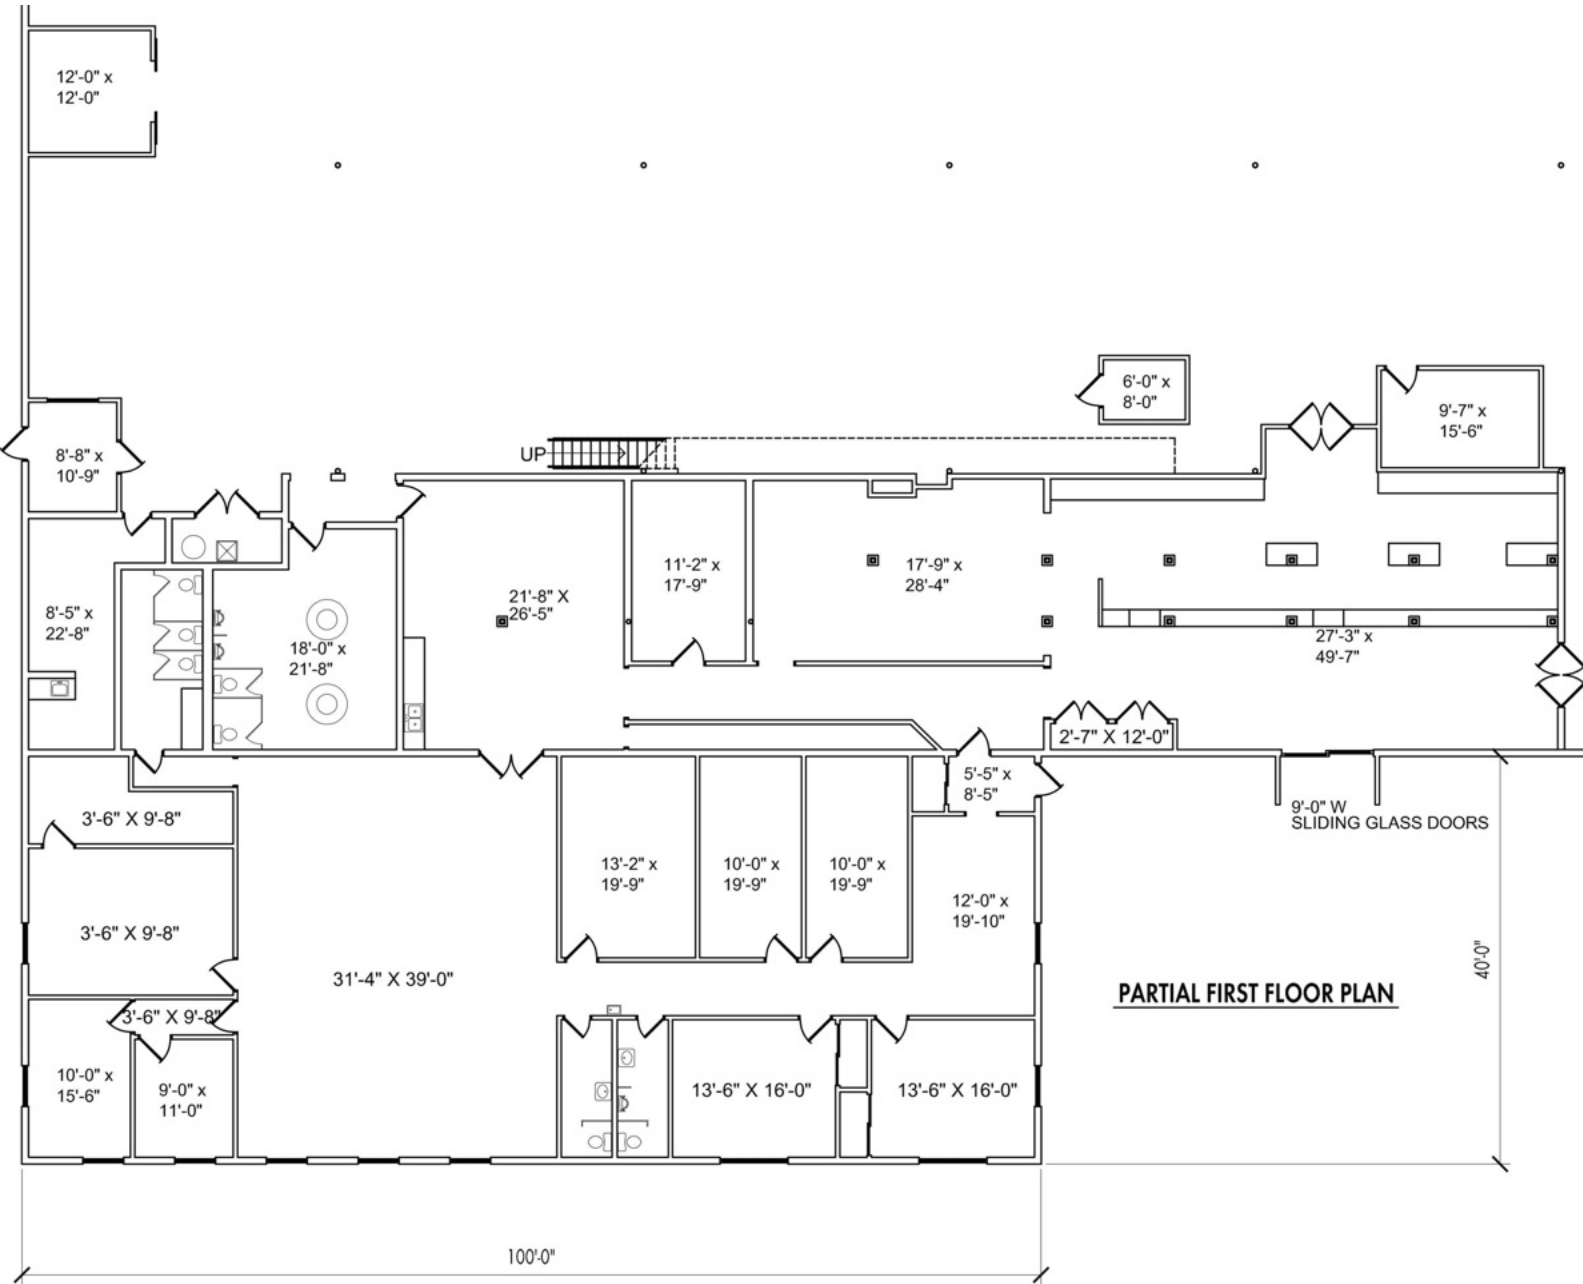 12'-0" x
12'-0"
6'-0" x
8'-0"
9'-7" x
15'-6"
UP
8'-8" x
10'-9"
11'-2" x
17'-9"
17'-9" x
28'-4"
21'-8" X
26'-5"
8'-5" x
22'-8"
18'-0" x
21'-8"
27'-3" x
49'-7"
2'-7" X 12'-0"
5'-5" x
8'-5"
9'-0" W
SLIDING GLASS DOORS
3'-6" X 9'-8"
13'-2" x
19'-9"
10'-0" x
19'-9"
10'-0" x
19'-9"
12'-0" x
19'-10"
3'-6" X 9'-8"
31'-4" X 39'-0"
40'-0"
PARTIAL FIRST FLOOR PLAN
3'-6" X 9'-8"
10'-0" x
15'-6"
9'-0" x
11'-0"
13'-6" X 16'-0"
13'-6" X 16'-0"
100'-0"